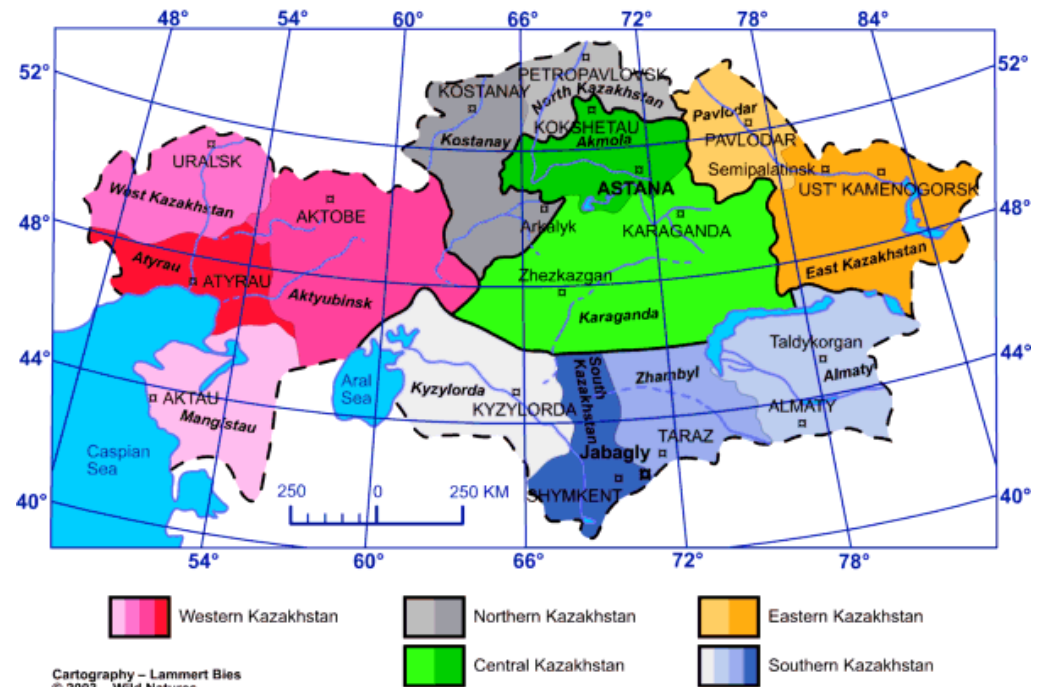 48° 54° 60° 66° 72° 78° 84°
52° 52°
PETROPAVLOVSK
KOSTANAY
North Kazakhstan
Pavlodar
KOKSHETAU
PAVLODAR
Kostanay
Akmola
URAL'SK
Semipalatinsk
ASTANA
UST' KAMENOGORSK
West Kazakhstan
AKTOBE
48° 48°
Arkalyk
KARAGANDA
Atyrau
ATYRAU
Zhezkazgan
East Kazakhstan
Aktyubinsk
Karaganda
44° 44°
Taldykorgan
Aral
Sea
Kyzylorda
South
Kazakhstan
Zhambyl
Almaty
AKTAU
KYZYLORDA
ALMATY
Mangistau
TARAZ
Caspian
Sea
Jabagly
250 0 250 KM
SHYMKENT
40° 40°
54° 60° 66° 72° 78°
Western Kazakhstan
Northern Kazakhstan
Eastern Kazakhstan
Central Kazakhstan
Southern Kazakhstan
Cartography – Lammert Bies
Wild Natures